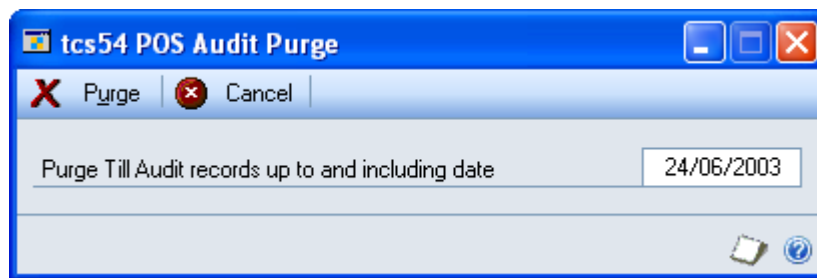 tcs54 POS Audit Purge
Purge Cancel
Purge Till Audit records up to and including date 24/06/2003